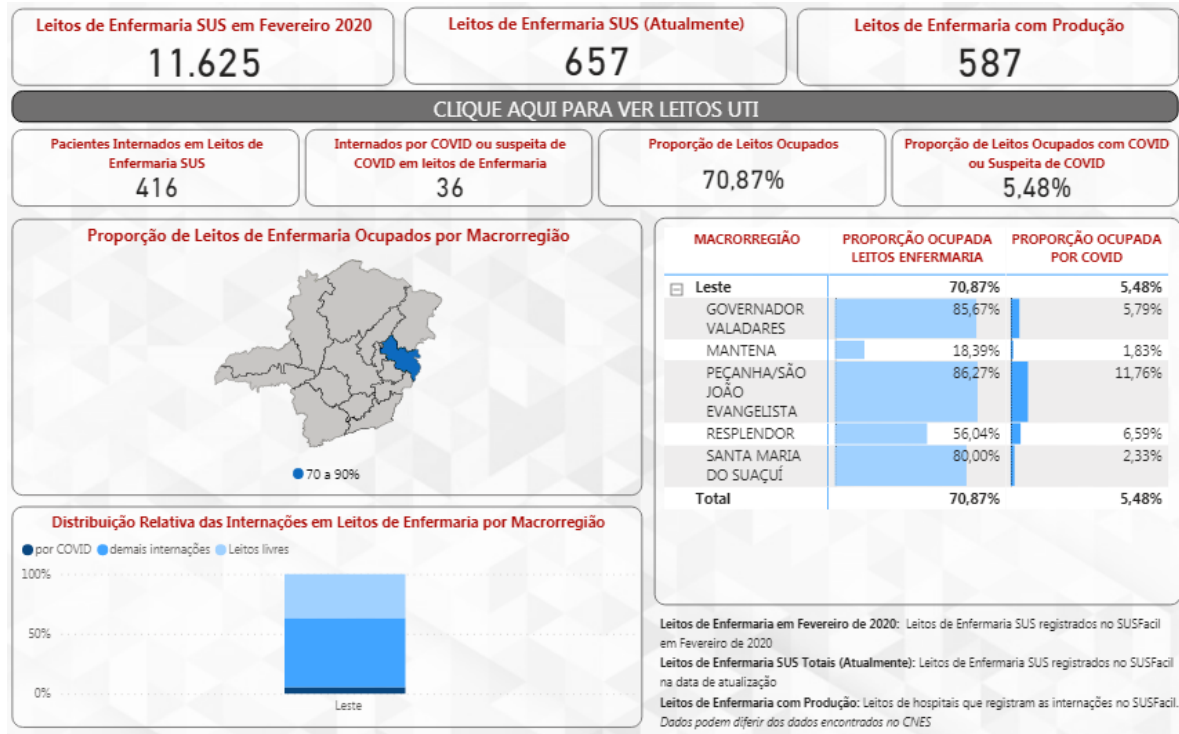 Leitos de Enfermaria SUS em Fevereiro 2020
11.625
Leitos de Enfermaria SUS (Atualmente)
657
Leitos de Enfermaria com Produção
587
CLIQUE AQUI PARA VER LEITOS UTI
Pacientes Internados em Leitos de
Enfermaria SUS
416
Internados por COVID ou suspeita de
COVID em leitos de Enfermaria
36
Proporção de Leitos Ocupados
70,87%
Proporção de Leitos Ocupados com COVID
ou Suspeita de COVID
5,48%
Proporção de Leitos de Enfermaria Ocupados por Macrorregião
70 a 90%
Distribuição Relativa das Internações em Leitos de Enfermaria por Macrorregião
por COVID demais internações Leitos livres
100%
50%
0%
Leste
MACRORREGIÃO PROPORÇÃO OCUPADA PROPORÇÃO OCUPADA
LEITOS ENFERMARIA POR COVID
Leste 70,87% 5,48%
GOVERNADOR 85,67% 5,79%
VALADARES
MANTENA 18,39% 1,83%
PEÇANHA/SÃO 86,27% 11,76%
JOÃO
EVANGELISTA
RESPLENDOR 56,04% 6,59%
SANTA MARIA 80,00% 2,33%
DO SUAÇUÍ
Total 70,87% 5,48%
Leitos de Enfermaria em Fevereiro de 2020: Leitos de Enfermaria SUS registrados no SUSFacil
em Fevereiro de 2020
Leitos de Enfermaria SUS Totais (Atualmente): Leitos de Enfermaria SUS registrados no SUSFacil
na data de atualização
Leitos de Enfermaria com Produção: Leitos de hospitais que registram as internações no SUSFacil.
Dados podem diferir dos dados encontrados no CNES